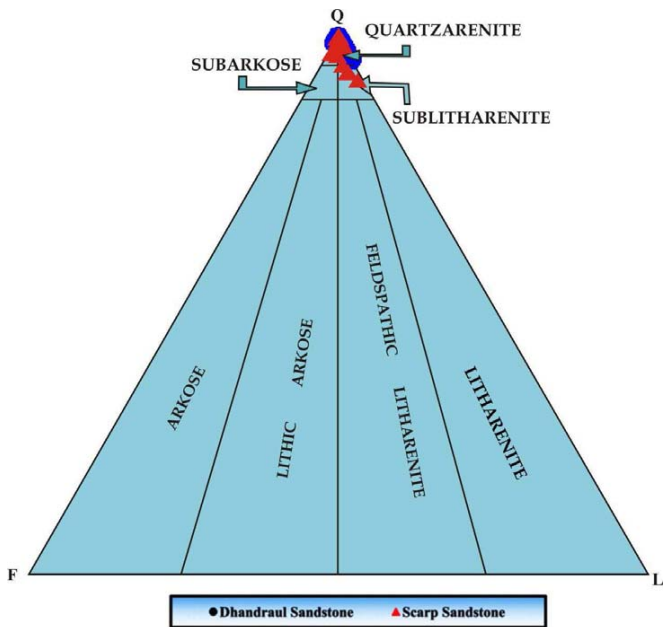 Q
QUARTZARENITE
SUBARKOSE
SUBLITHARENITE
ARKOSE
LITHIC ARKOSE
FELDSPATHIC LITHARENITE
LITHARENITE
F
L
Dhandraul Sandstone
Scarp Sandstone